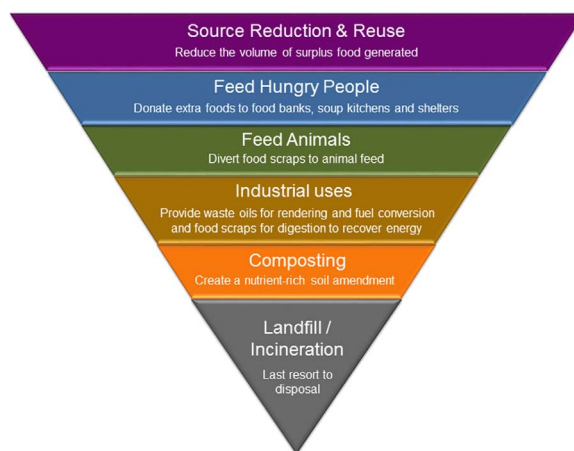 Source Reduction & Reuse
Reduce the volume of surplus food generated
Feed Hungry People
Donate extra foods to food banks, soup kitchens and shelters
Feed Animals
Divert food scraps to animal feed
Industrial uses
Provide waste oils for rendering and fuel conversion
and food scraps for digestion to recover energy
Composting
Create a nutrient-rich soil amendment
Landfill /
Incineration
Last resort to
disposal